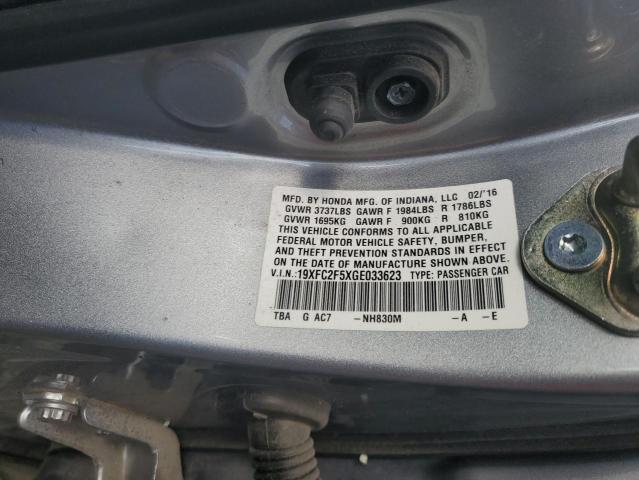 MFD. BY HONDA MFG. OF INDIANA, LLC 02/'16
GVWR 3737LBS GAWR F 1984LBS R 1786LBS
GVWR 1695KG GAWR F 900KG R 810KG
THIS VEHICLE CONFORMS TO ALL APPLICABLE
FEDERAL MOTOR VEHICLE SAFETY, BUMPER,
AND THEFT PREVENTION STANDARDS IN EFFECT
ON THE DATE OF MANUFACTURE SHOWN ABOVE.
V.I.N.:19XFC2F5XGE033623 TYPE: PASSENGER CAR
TBA G AC7 -NH830M -A -E